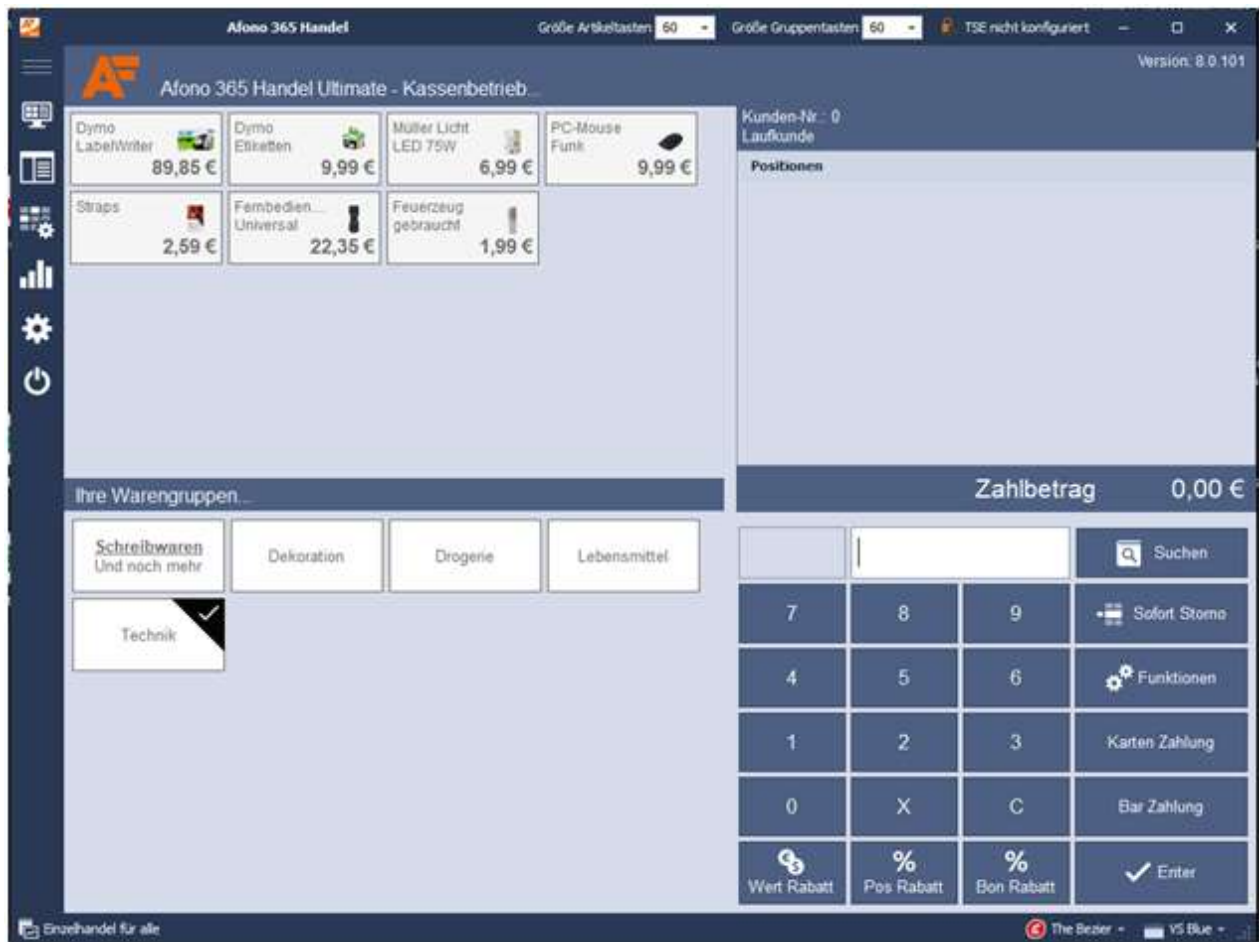 Afono 365 Handel
Größe Artikeltasten 60
Größe Gruppentasten 60
TSE nicht konfiguriert
Version: 8.0.101
AF
Afono 365 Handel Ultimate - Kassenbetrieb...
Dymo
LabelWriter
89,85 €
Dymo
Etiketten
9,99 €
Müller Licht
LED 75W
6,99 €
PC-Mouse
Funk
9,99 €
Straps
2,59 €
Fernbedien...
Universal
22,35 €
Feuerzeug
gebraucht
1,99 €
Kunden-Nr.: 0
Laufkunde
Positionen
Zahlbetrag 0,00 €
Ihre Warengruppen...
Schreibwaren
Und noch mehr
Dekoration
Drogerie
Lebensmittel
Technik
Suchen
7 8 9 Sofort Storno
4 5 6 Funktionen
1 2 3 Karten Zahlung
0 X C Bar Zahlung
% %
Wert Rabatt Pos Rabatt Bon Rabatt Enter
Einzelhandel für alle
The Bezier
VS Blue